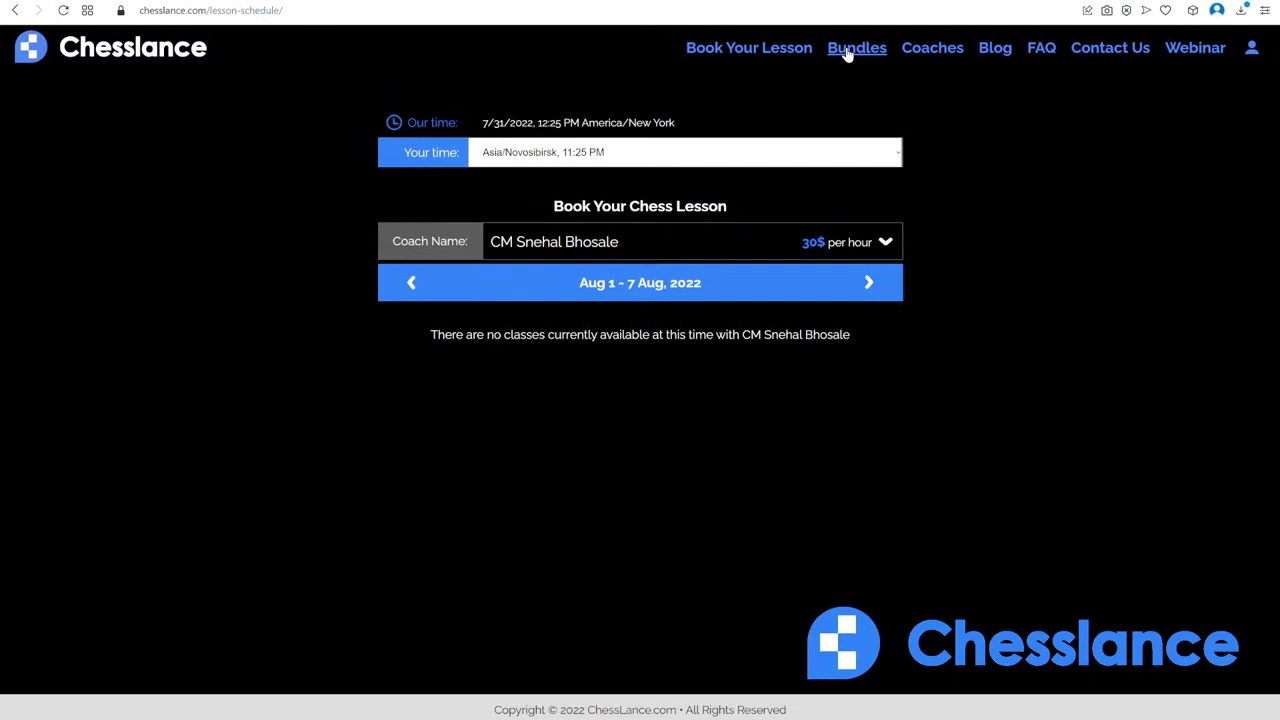 chesslance.com/lesson-schedule/
Chesslance
Book Your Lesson Bundles Coaches Blog FAQ Contact Us Webinar
Our time: 7/31/2022, 12:25 PM America/New York
Your time: Asia/Novosibirsk, 11:25 PM
Book Your Chess Lesson
Coach Name: CM Snehal Bhosale 30$ per hour
Aug 1 - 7 Aug, 2022
There are no classes currently available at this time with CM Snehal Bhosale
Chesslance
Copyright © 2022 ChessLance.com • All Rights Reserved